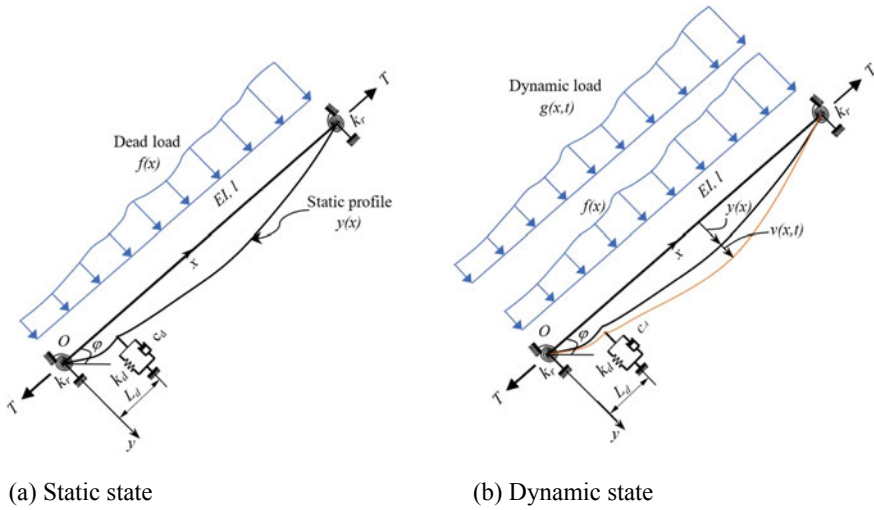 T
k_r
Dead load
f(x)
EI, l
Static profile
y(x)
x
O
φ
c_d
k_d
k_r
L_d
T
y
(a) Static state
T
k_r
Dynamic load
g(x,t)
EI, l
f(x)
y(x)
v(x,t)
x
O
φ
k_d
k_r
L_d
T
y
(b) Dynamic state